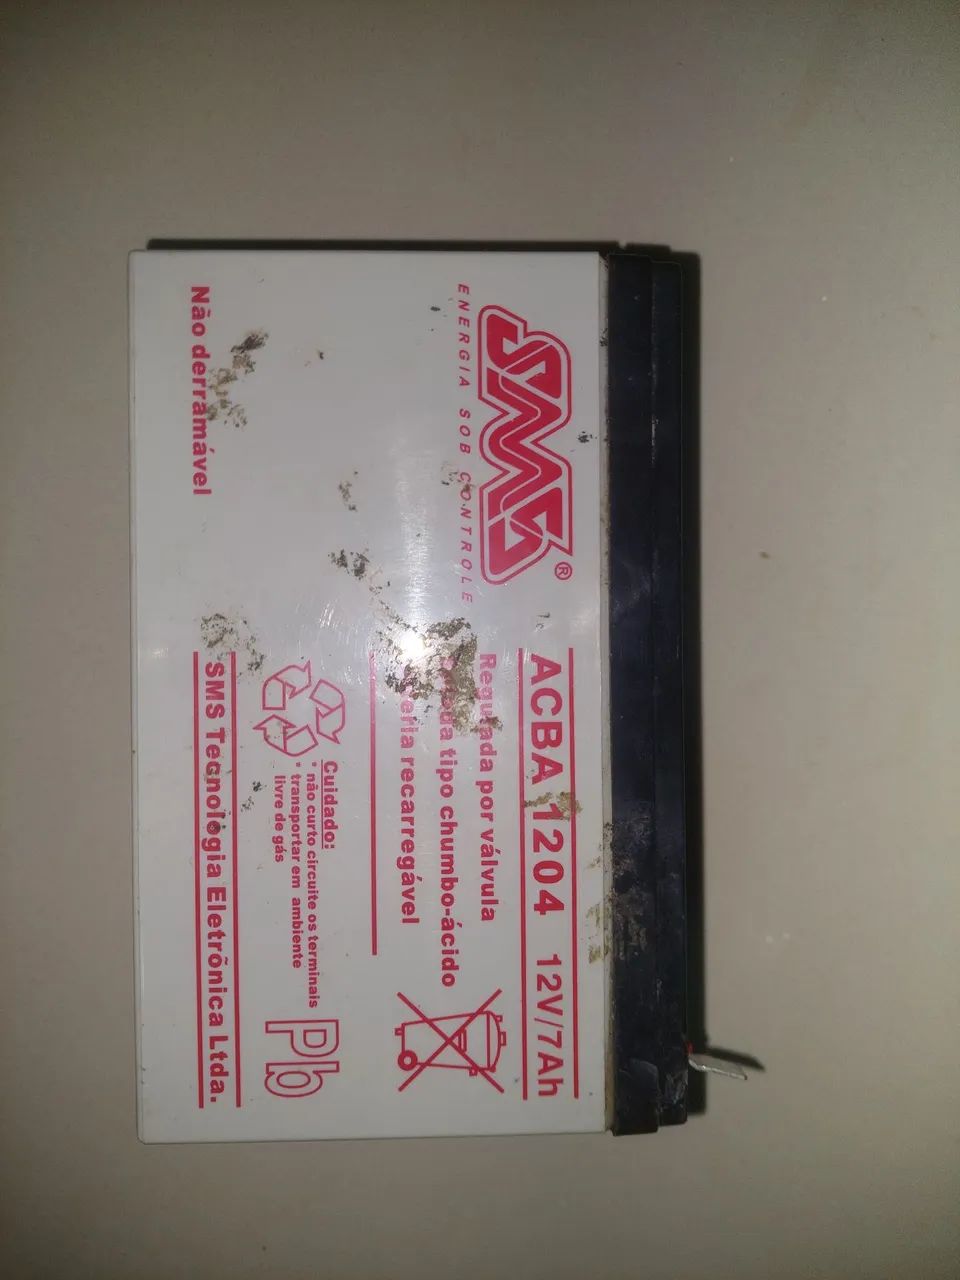 SMS®
ENERGIA SOB CONTROLE
ACBA 1204 12V/7Ah
Regulada por válvula
tipo chumbo-ácido
recarregável
Cuidado:
* não curto circuite os terminais
* transportar em ambiente
livre de gás
Pb
Não derramável
SMS Tecnologia Eletrônica Ltda.